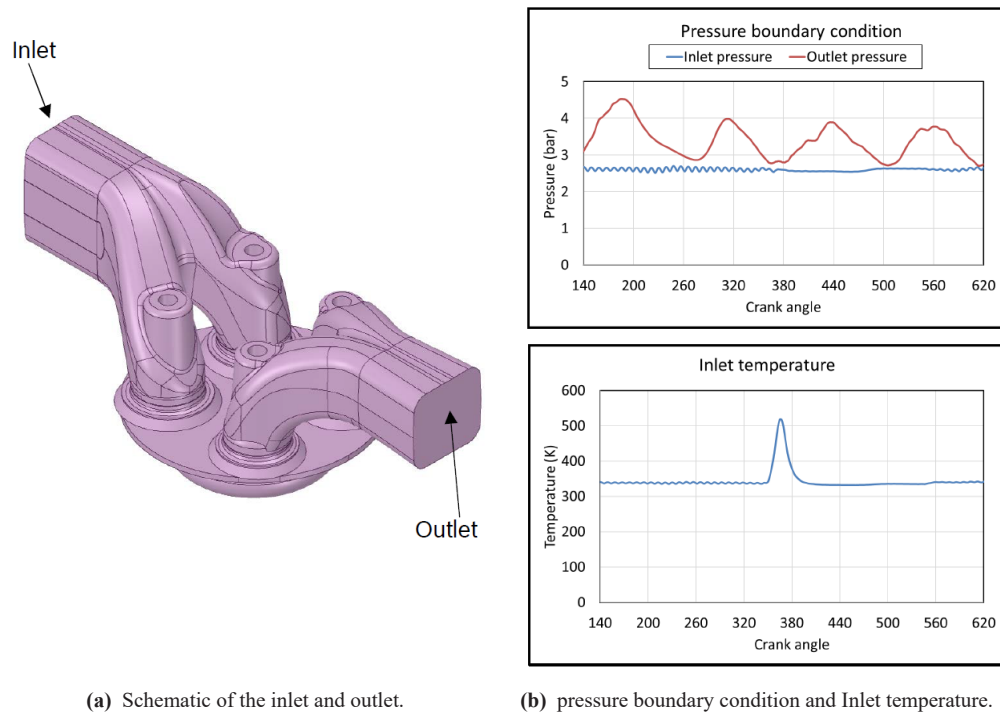 Inlet
Outlet
Pressure boundary condition
Inlet pressure Outlet pressure
Pressure (bar)
5
4
3
2
1
0
140 200 260 320 380 440 500 560 620
Crank angle
Inlet temperature
Temperature (K)
600
500
400
300
200
100
0
140 200 260 320 380 440 500 560 620
Crank angle
(a) Schematic of the inlet and outlet.
(b) pressure boundary condition and Inlet temperature.